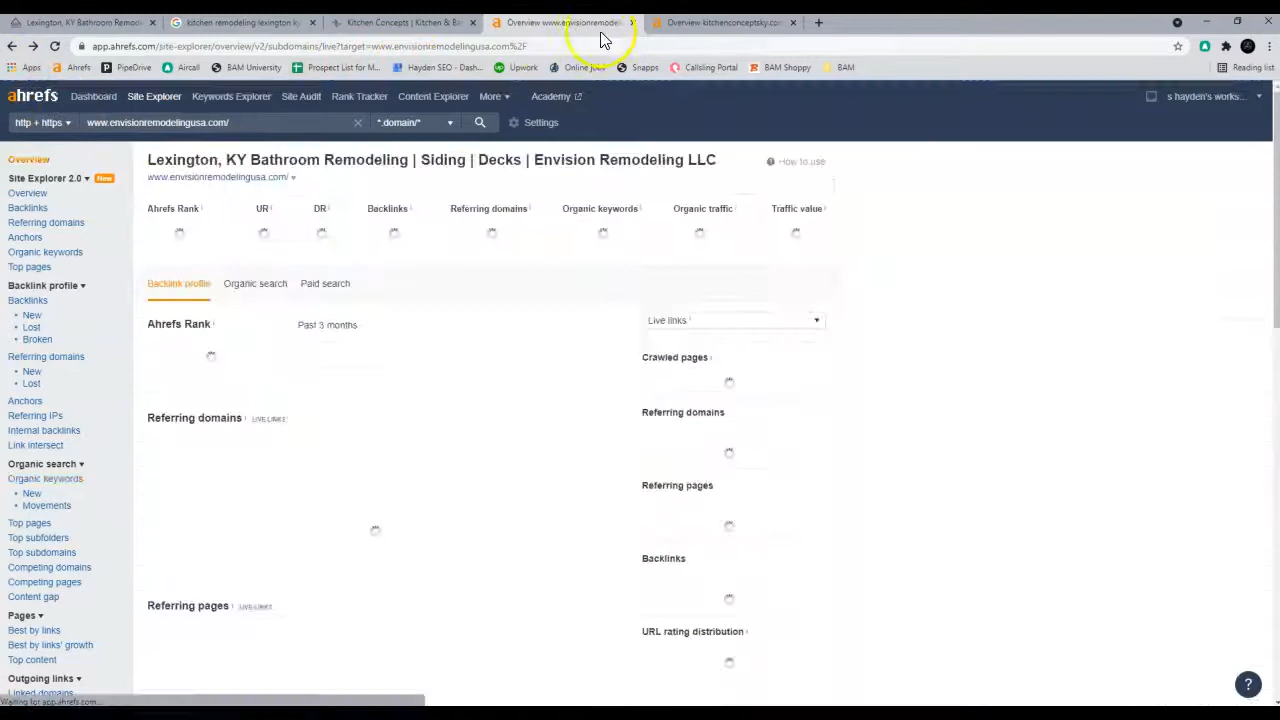 Lexington, KY Bathroom Remode
kitchen remodeling lexington ky
Kitchen Concepts | Kitchen & Ba
Overview www.envisionremodel
Overview kitchenconceptsky.com
app.ahrefs.com/site-explorer/overview/v2/subdomains/live?target=www.envisionremodelingusa.com%2F
Apps
Ahrefs
PipeDrive
Aircall
BAM University
Prospect List for M...
Hayden SEO - Dash...
Upwork
Online Jobs
Snapps
CallSling Portal
BAM Shoppy
BAM
Reading list
ahrefs
Dashboard
Site Explorer
Keywords Explorer
Site Audit
Rank Tracker
Content Explorer
More
Academy
s hayden's works...
http + https
www.envisionremodelingusa.com/
*.domain/*
Settings
Overview
Site Explorer 2.0
New
Overview
Backlinks
Referring domains
Anchors
Organic keywords
Top pages
Backlink profile
Backlinks
New
Lost
Broken
Referring domains
New
Lost
Anchors
Referring IPs
Internal backlinks
Link intersect
Organic search
Organic keywords
New
Movements
Top pages
Top subfolders
Top subdomains
Competing domains
Competing pages
Content gap
Pages
Best by links
Best by links' growth
Top content
Outgoing links
Linked domains
Waiting for app.ahrefs.com...
Lexington, KY Bathroom Remodeling | Siding | Decks | Envision Remodeling LLC
How to use
www.envisionremodelingusa.com/
Ahrefs Rank
UR
DR
Backlinks
Referring domains
Organic keywords
Organic traffic
Traffic value
Backlink profile
Organic search
Paid search
Ahrefs Rank
Past 3 months
Referring domains
LIVE LINKS
Referring pages
LIVE LINKS
Live links
Crawled pages
Referring domains
Referring pages
Backlinks
URL rating distribution
?